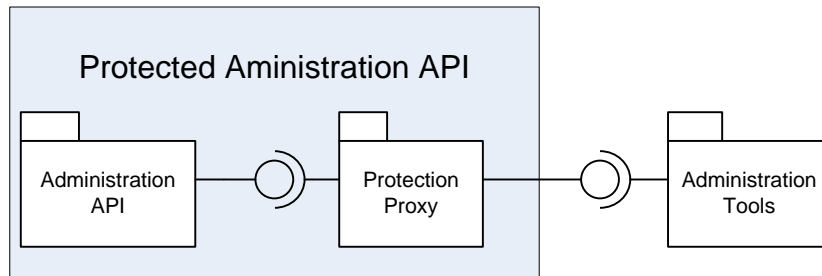 Protected Aministration API
Administration
API
Protection
Proxy
Administration
Tools